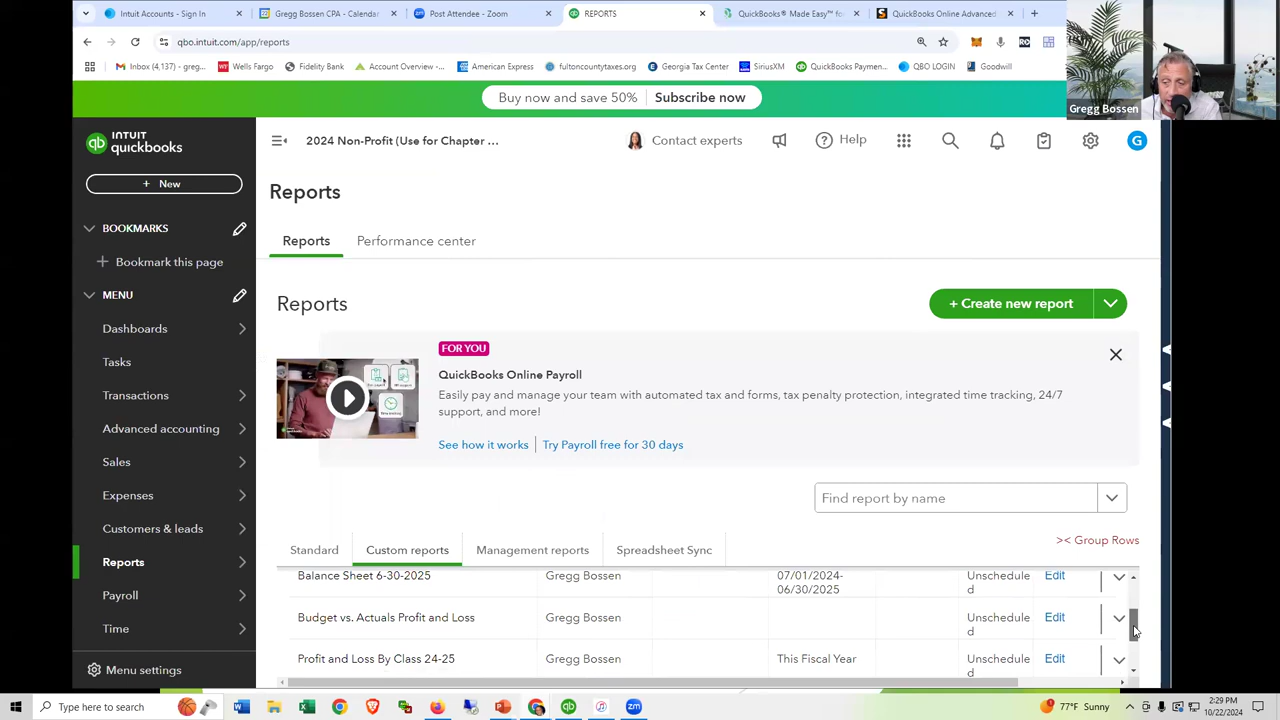 Intuit Accounts - Sign In
Gregg Bossen CPA - Calenda
Post Attendee - Zoom
REPORTS
QuickBooks® Made Easy™ for
QuickBooks Online Advanced
qbo.intuit.com/app/reports
Inbox (4,137) - greg...
Wells Fargo
Fidelity Bank
Account Overview -...
American Express
fultoncountytaxes.org
Georgia Tax Center
SiriusXM
QuickBooks Paymen...
QBO LOGIN
Goodwill
Gregg Bossen
Buy now and save 50%
Subscribe now
INTUIT
quickbooks
2024 Non-Profit (Use for Chapter ...
Contact experts
Help
G
+ New
Reports
BOOKMARKS
Reports
Performance center
Bookmark this page
MENU
Reports
+ Create new report
Dashboards
FOR YOU
Tasks
QuickBooks Online Payroll
Transactions
Easily pay and manage your team with automated tax and forms, tax penalty protection, integrated time tracking, 24/7
support, and more!
Advanced accounting
See how it works
Try Payroll free for 30 days
Sales
Expenses
Find report by name
Customers & leads
Standard
Custom reports
Management reports
Spreadsheet Sync
>< Group Rows
Reports
Balance Sheet 6-30-2025
Gregg Bossen
07/01/2024-
06/30/2025
Unschedule
d
Edit
Payroll
Budget vs. Actuals Profit and Loss
Gregg Bossen
Unschedule
d
Edit
Time
Profit and Loss By Class 24-25
Gregg Bossen
This Fiscal Year
Unschedule
d
Edit
Menu settings
Type here to search
77°F Sunny
2:29 PM
10/22/2024